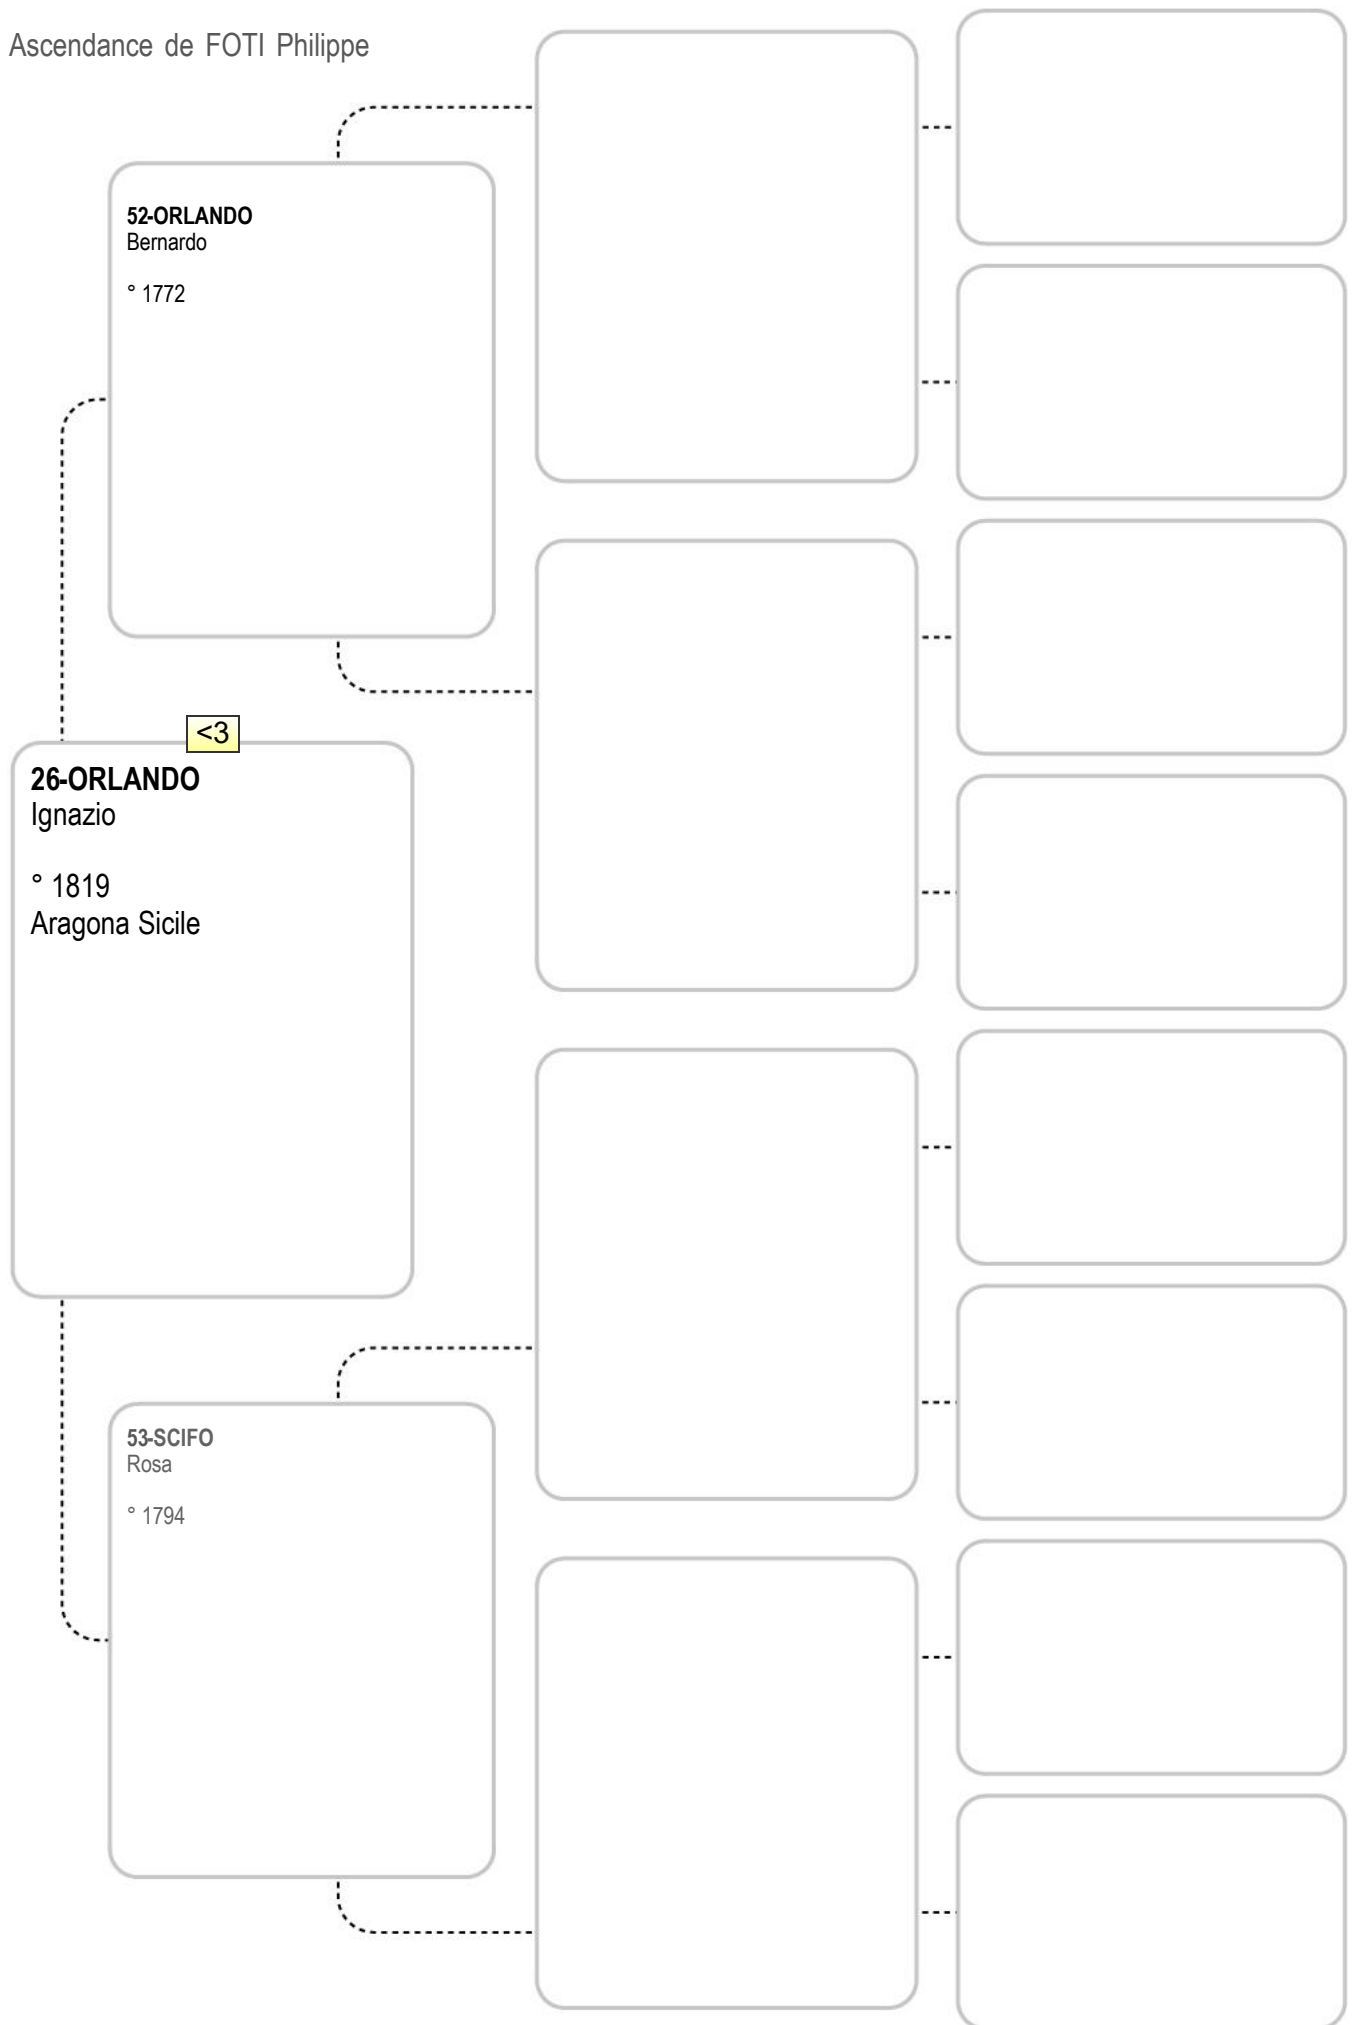 Ascendance de FOTI Philippe
52-ORLANDO
Bernardo
° 1772
<3
26-ORLANDO
Ignazio
° 1819
Aragona Sicile
53-SCIFO
Rosa
° 1794